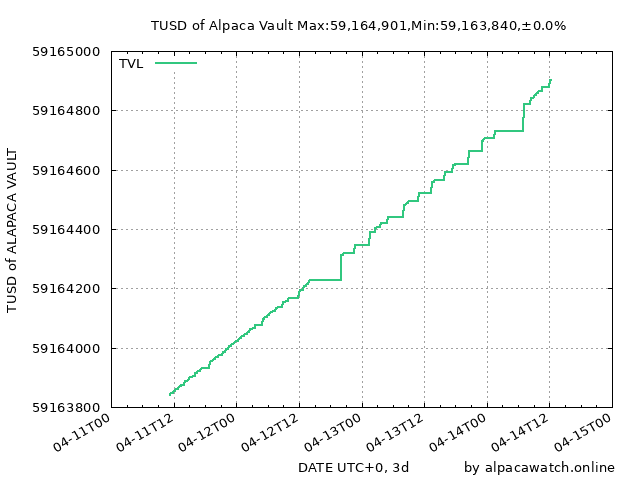 TUSD of Alpaca Vault Max:59,164,901,Min:59,163,840,±0.0%
TVL
59165000
59164800
59164600
59164400
59164200
59164000
59163800
TUSD of ALAPACA VAULT
04-11T00
04-11T12
04-12T00
04-12T12
04-13T00
04-13T12
04-14T00
04-14T12
04-15T00
DATE UTC+0, 3d
by alpacawatch.online